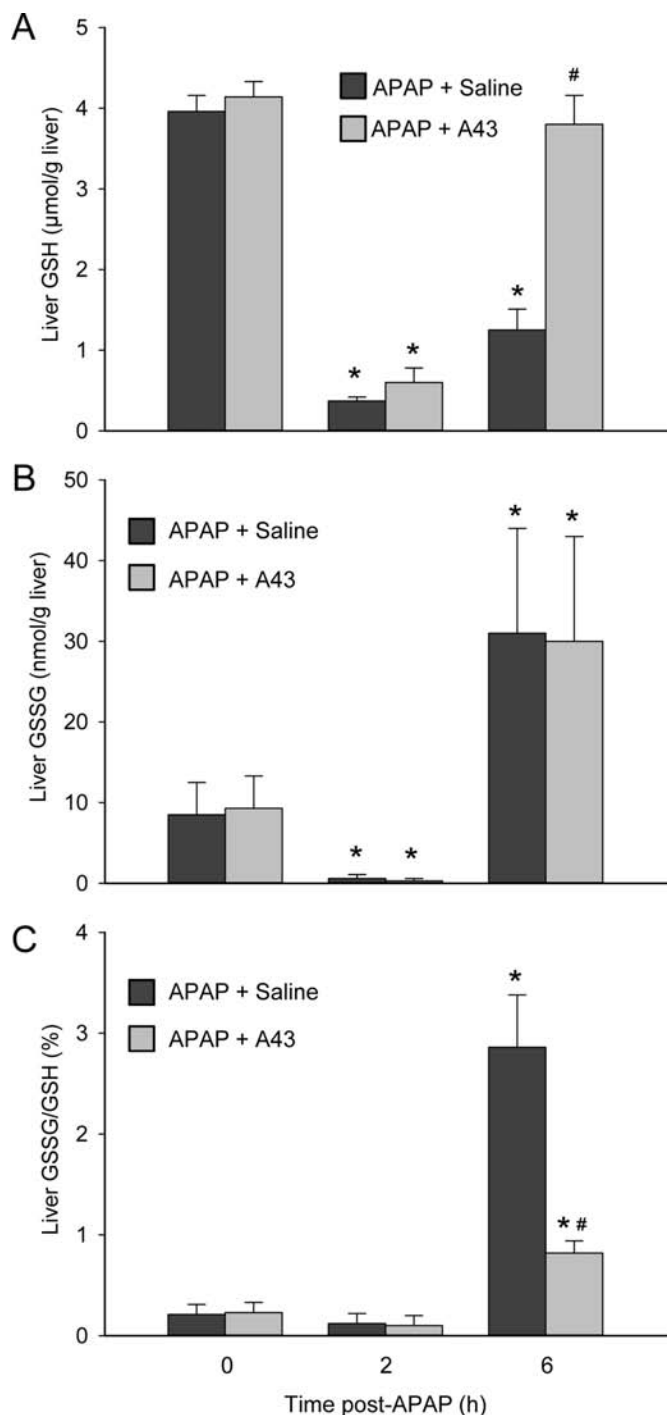 A
5
4
3
2
1
0
Liver GSH (μmol/g liver)
APAP + Saline
APAP + A43
*
*
*
#
B
50
40
30
20
10
0
Liver GSSG (nmol/g liver)
APAP + Saline
APAP + A43
*
*
*
*
C
4
3
2
1
0
Liver GSSG/GSH (%)
APAP + Saline
APAP + A43
*
* #
0 2 6
Time post-APAP (h)